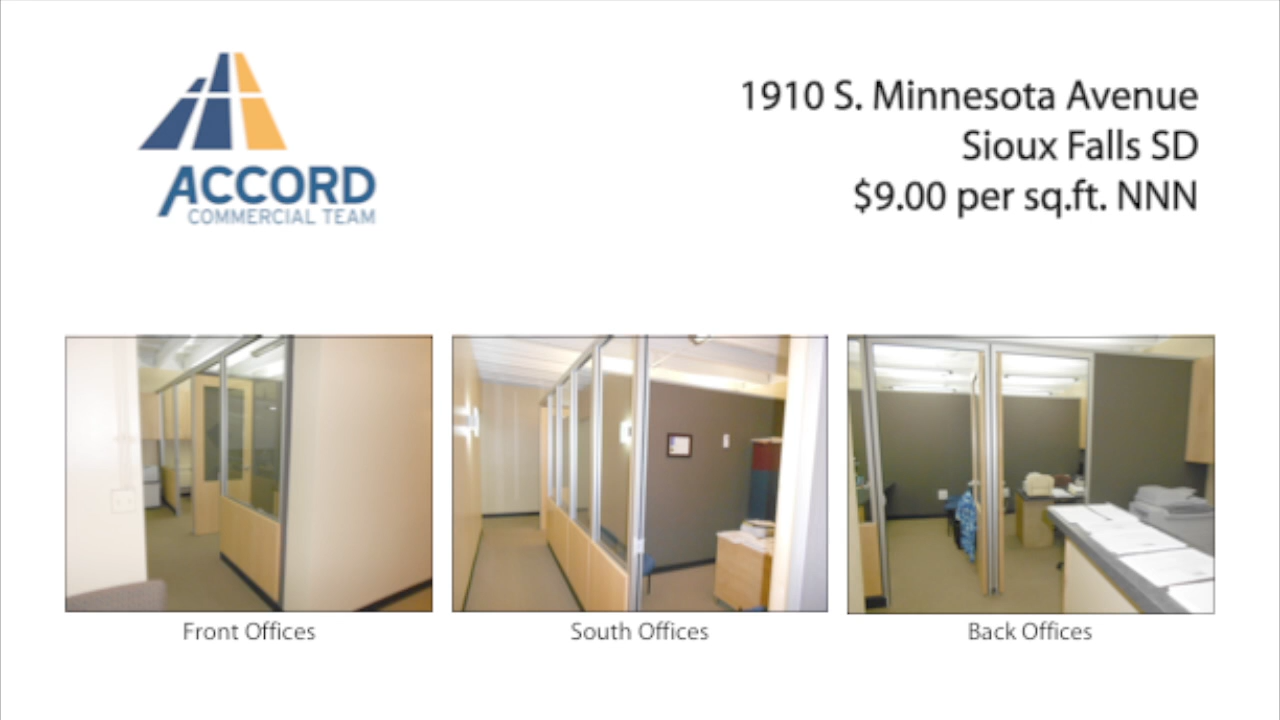 ACCORD
COMMERCIAL TEAM
1910 S. Minnesota Avenue
Sioux Falls SD
$9.00 per sq.ft. NNN
Front Offices
South Offices
Back Offices